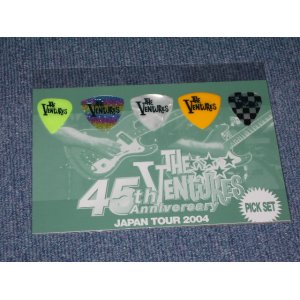 THE VENTURES
THE VENTURES
THE VENTURES
THE VENTURES
45th Anniversary
THE VENTURES
JAPAN TOUR 2004
PICK SET